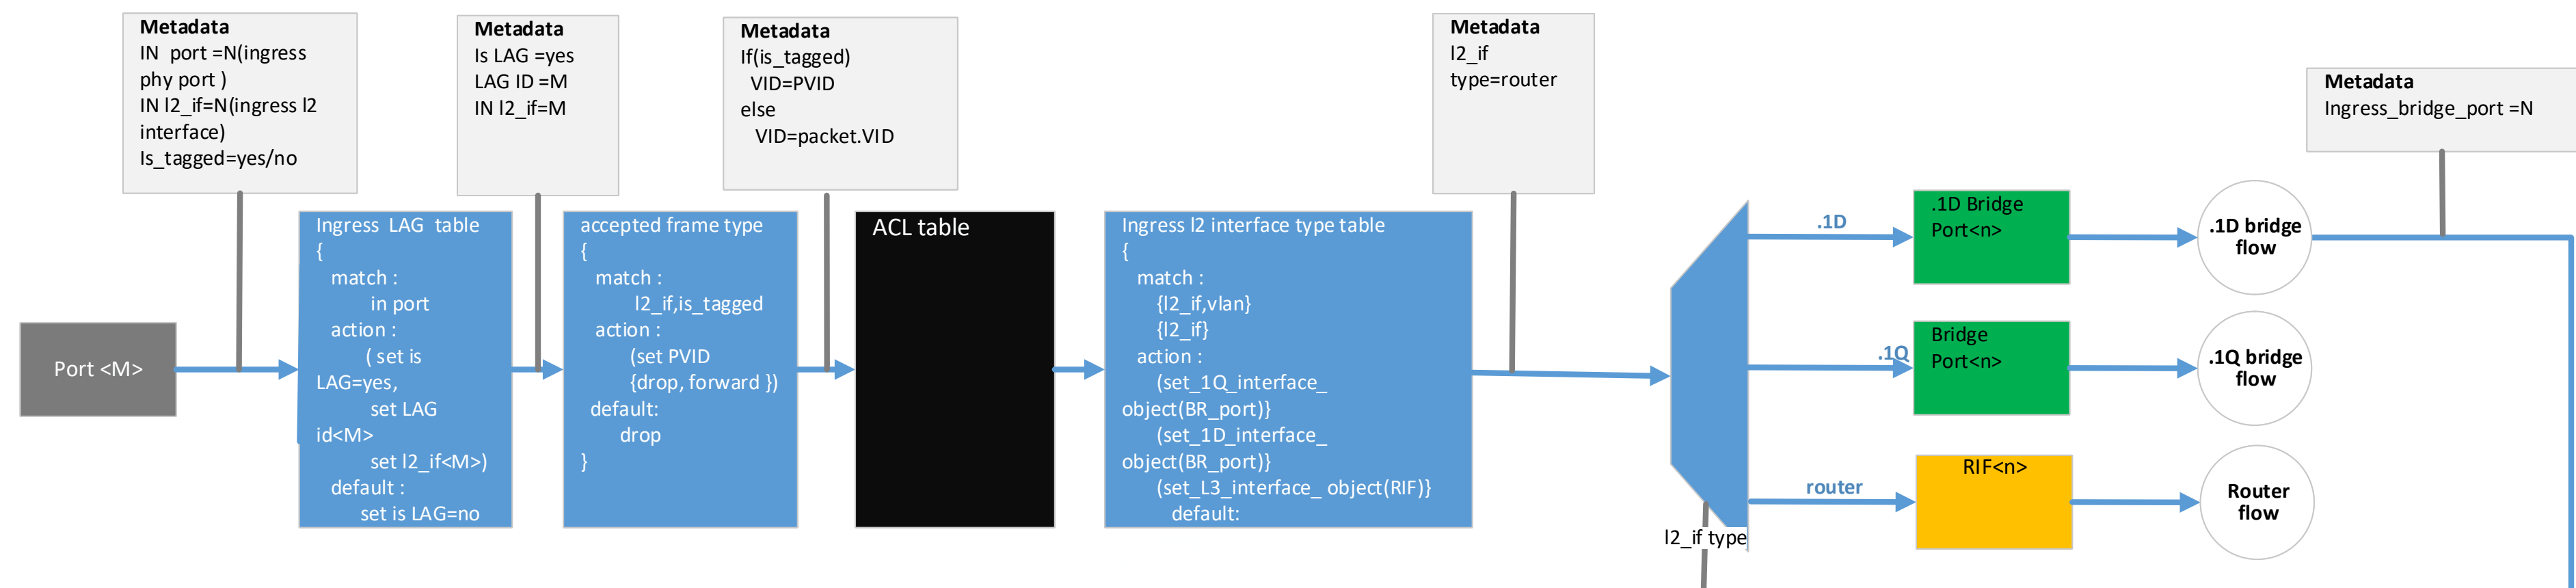 Metadata
IN  port =N(ingress
phy port )
IN l2_if=N(ingress l2
interface)
Is_tagged=yes/no
Metadata
Is LAG =yes
LAG ID =M
IN l2_if=M
Metadata
If(is_tagged)
VID=PVID
else
VID=packet.VID
Metadata
l2_if
type=router
Metadata
Ingress_bridge_port =N
Port <M>
Ingress  LAG  table
{
match :
in port
action :
( set is
LAG=yes,
set LAG
id<M>
set l2_if<M>)
default :
set is LAG=no
accepted frame type
{
match :
l2_if,is_tagged
action :
(set PVID
{drop, forward })
default:
drop
}
ACL table
Ingress l2 interface type table
{
match :
{l2_if,vlan}
{l2_if}
action :
(set_1Q_interface_
object(BR_port)}
(set_1D_interface_
object(BR_port)}
(set_L3_interface_ object(RIF)}
default:
l2_if type
.1D
.1D Bridge
Port<n>
.1D bridge
flow
.1Q
Bridge
Port<n>
.1Q bridge
flow
router
RIF<n>
Router
flow